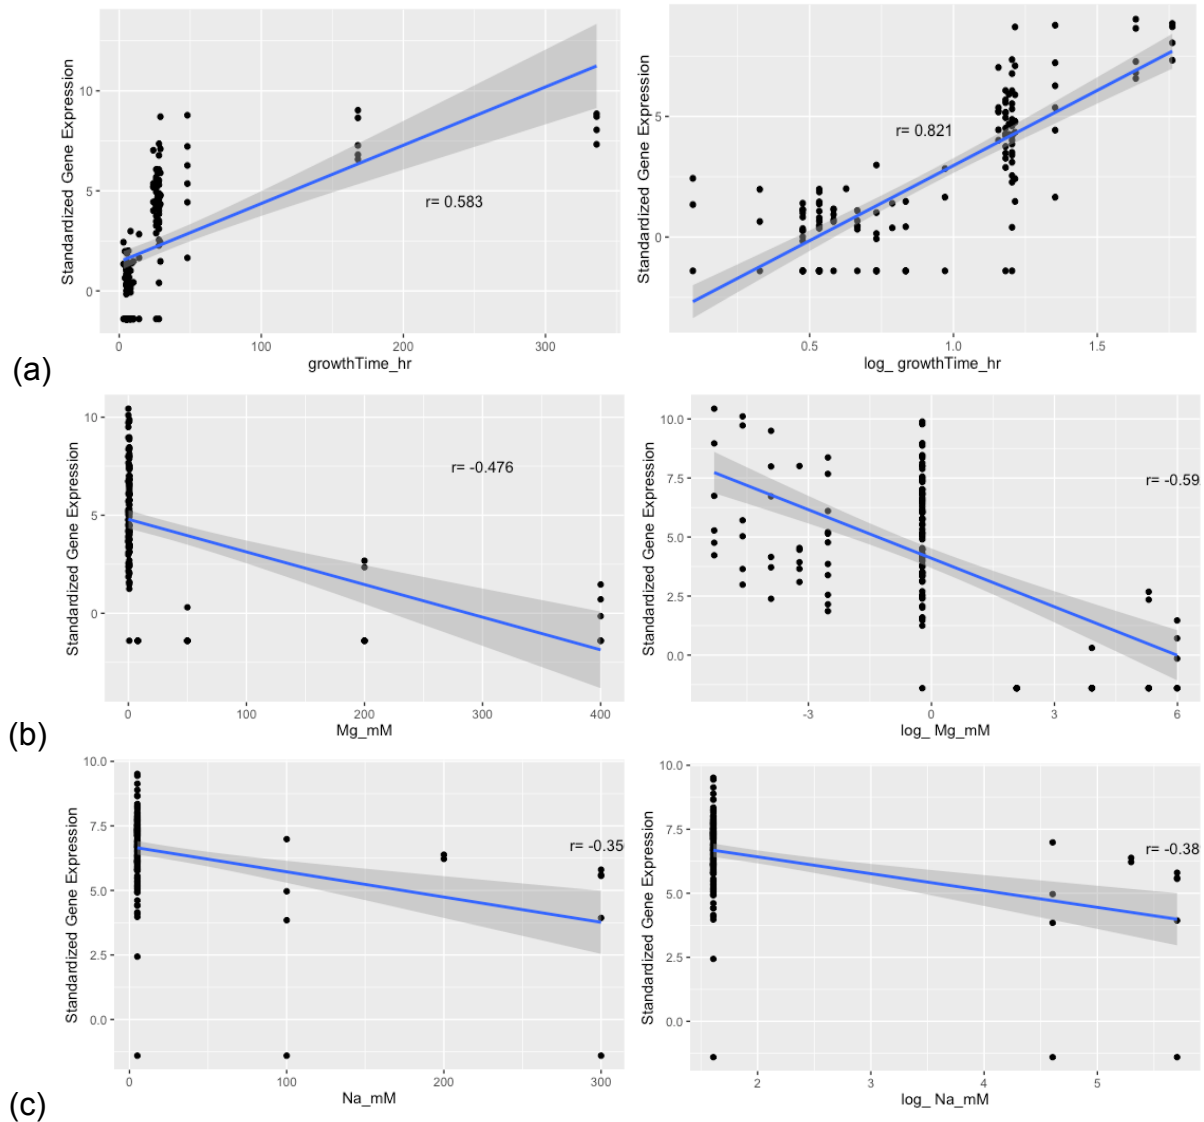 Standardized Gene Expression
10
5
0
r= 0.583
0 100 200 300
growthTime_hr
Standardized Gene Expression
5
0
r= 0.821
0.5 1.0 1.5
log_ growthTime_hr
(a)
Standardized Gene Expression
10
5
0
r= -0.476
0 100 200 300 400
Mg_mM
Standardized Gene Expression
10.0
7.5
5.0
2.5
0.0
r= -0.59
-3 0 3 6
log_ Mg_mM
(b)
Standardized Gene Expression
10.0
7.5
5.0
2.5
0.0
r= -0.35
0 100 200 300
Na_mM
Standardized Gene Expression
10.0
7.5
5.0
2.5
0.0
r= -0.38
2 3 4 5
log_ Na_mM
(c)